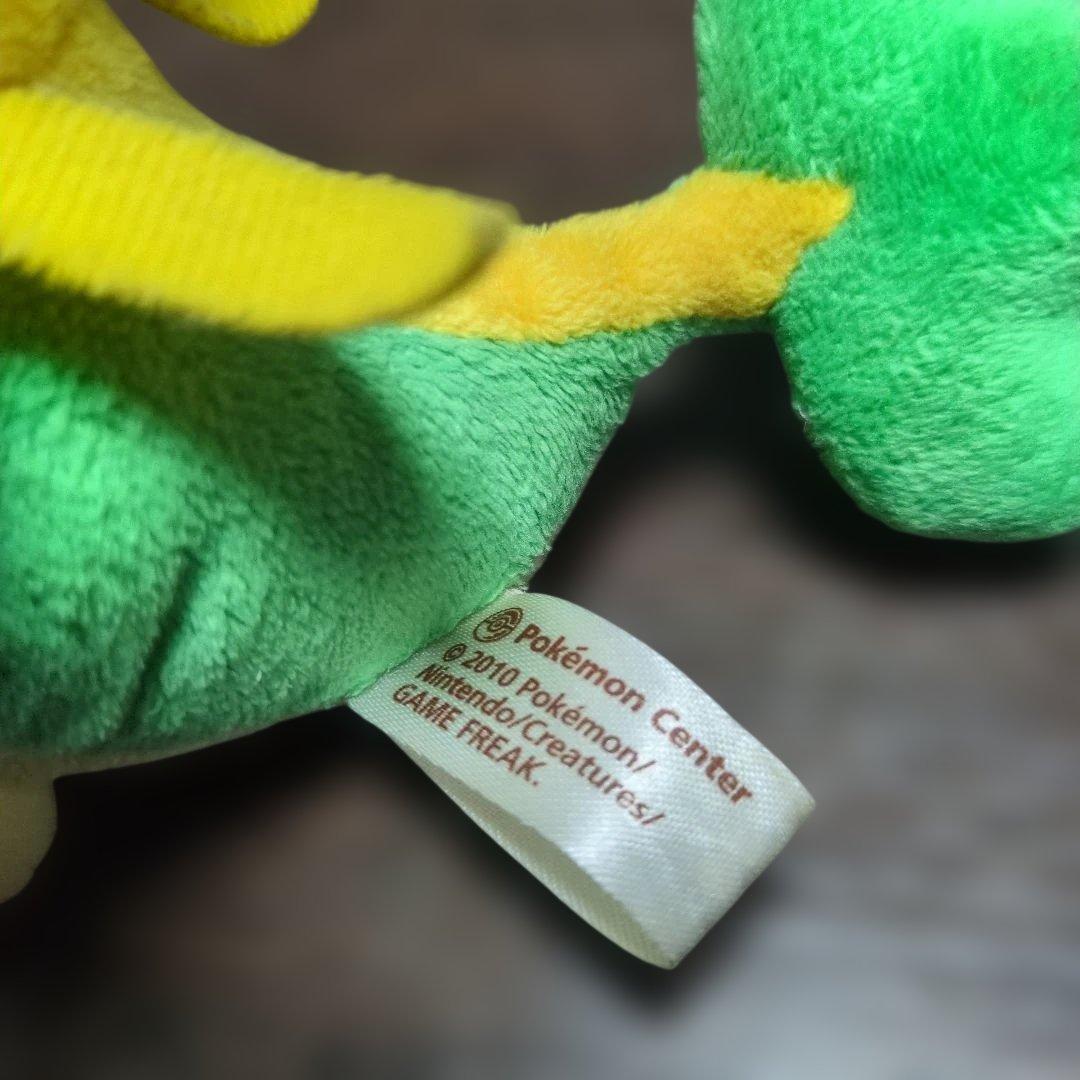 Pokémon Center
© 2010 Pokémon/
Nintendo/Creatures/
GAME FREAK.